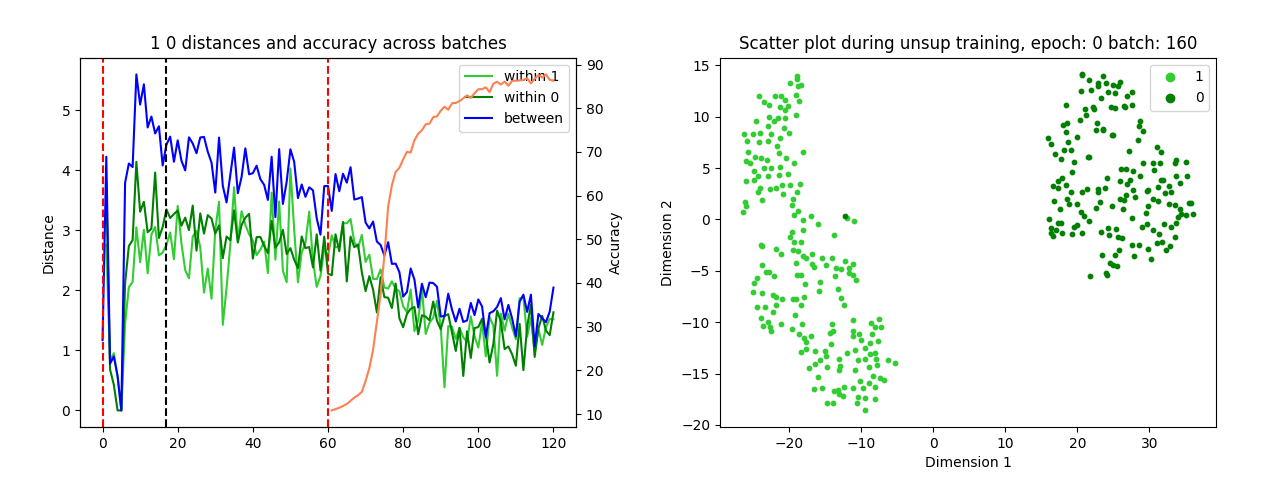 1 0 distances and accuracy across batches
Distance
5
4
3
2
1
0
0 20 40 60 80 100 120
90
80
70
60
50
40
30
20
10
Accuracy
within 1
within 0
between
Scatter plot during unsup training, epoch: 0 batch: 160
Dimension 2
15
10
5
0
−5
−10
−15
−20
−20 −10 0 10 20 30
Dimension 1
1
0